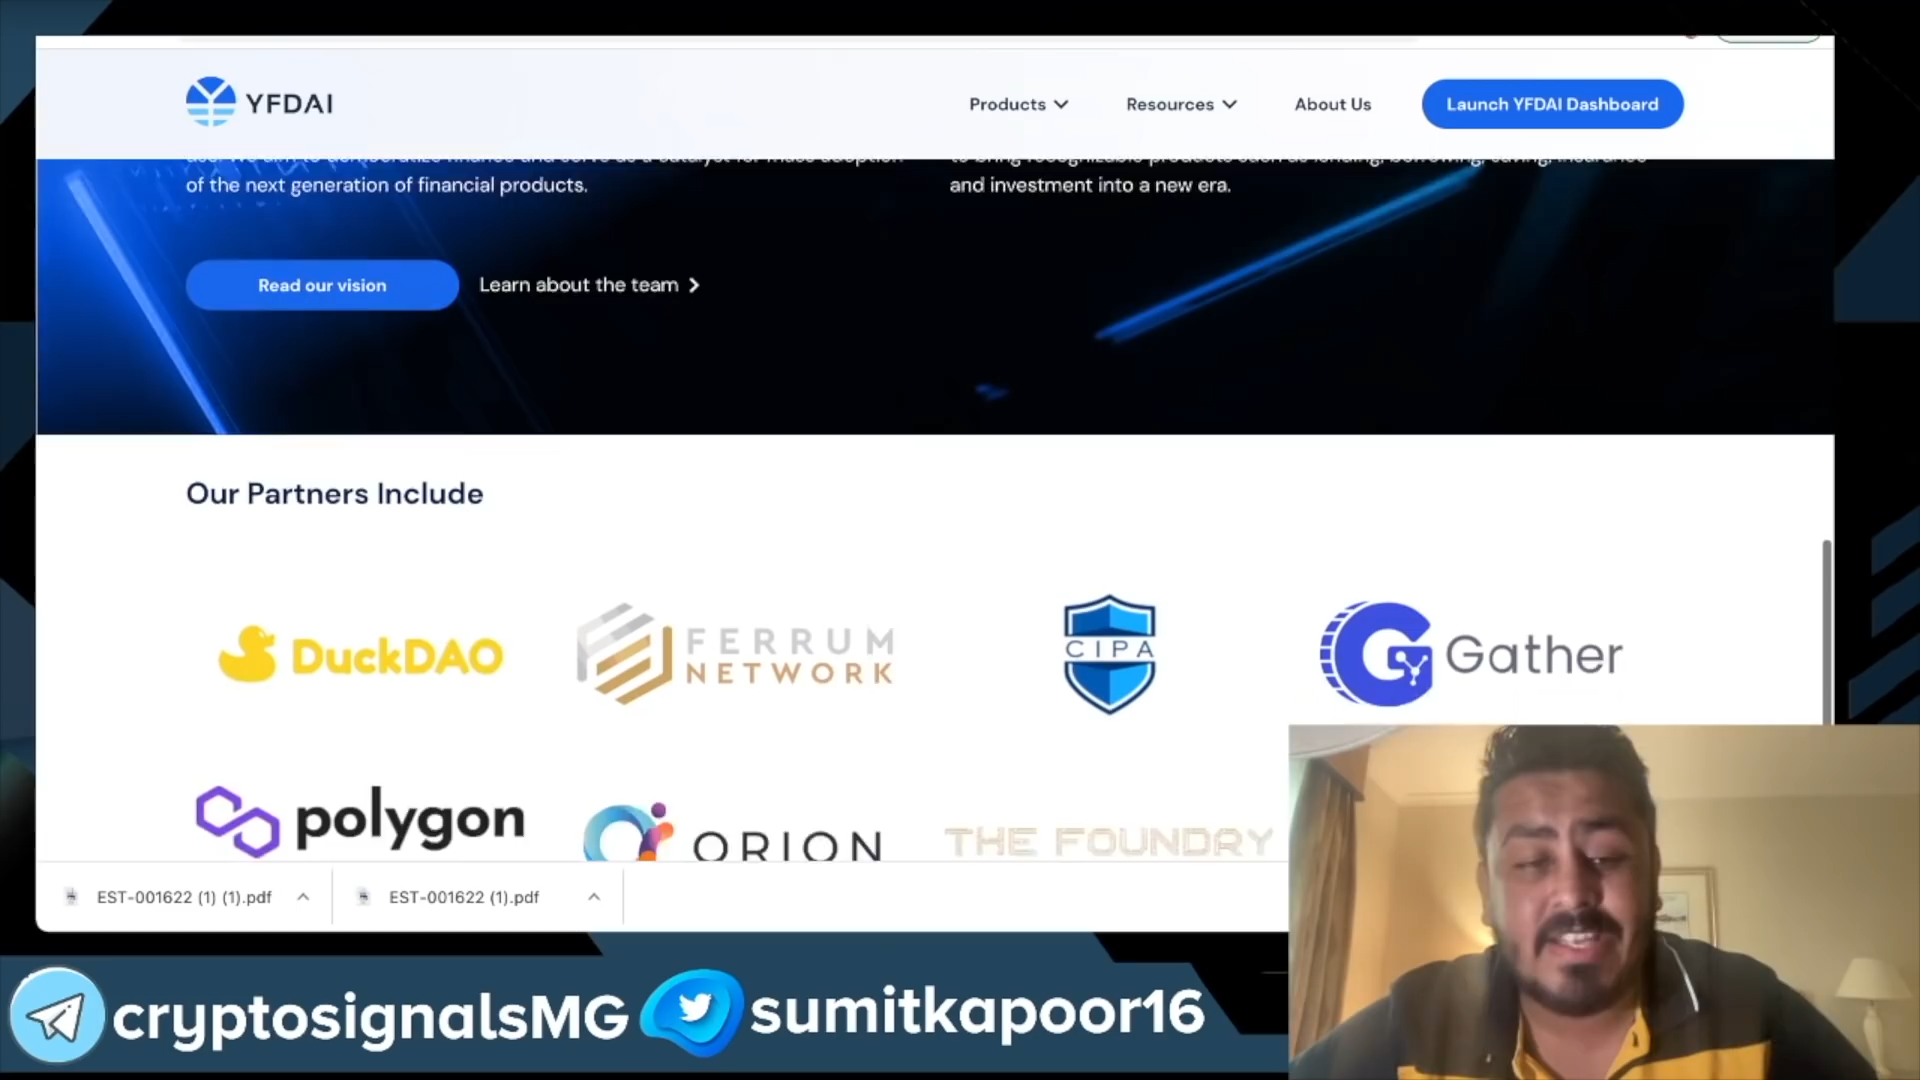 YFDAI
Products
Resources
About Us
Launch YFDAI Dashboard
of the next generation of financial products.
and investment into a new era.
Read our vision
Learn about the team
Our Partners Include
DuckDAO
FERRUM
NETWORK
CIPA
Gather
polygon
ORION
THE FOUNDRY
EST-001622 (1) (1).pdf
EST-001622 (1).pdf
cryptosignalsMG
sumitkapoor16